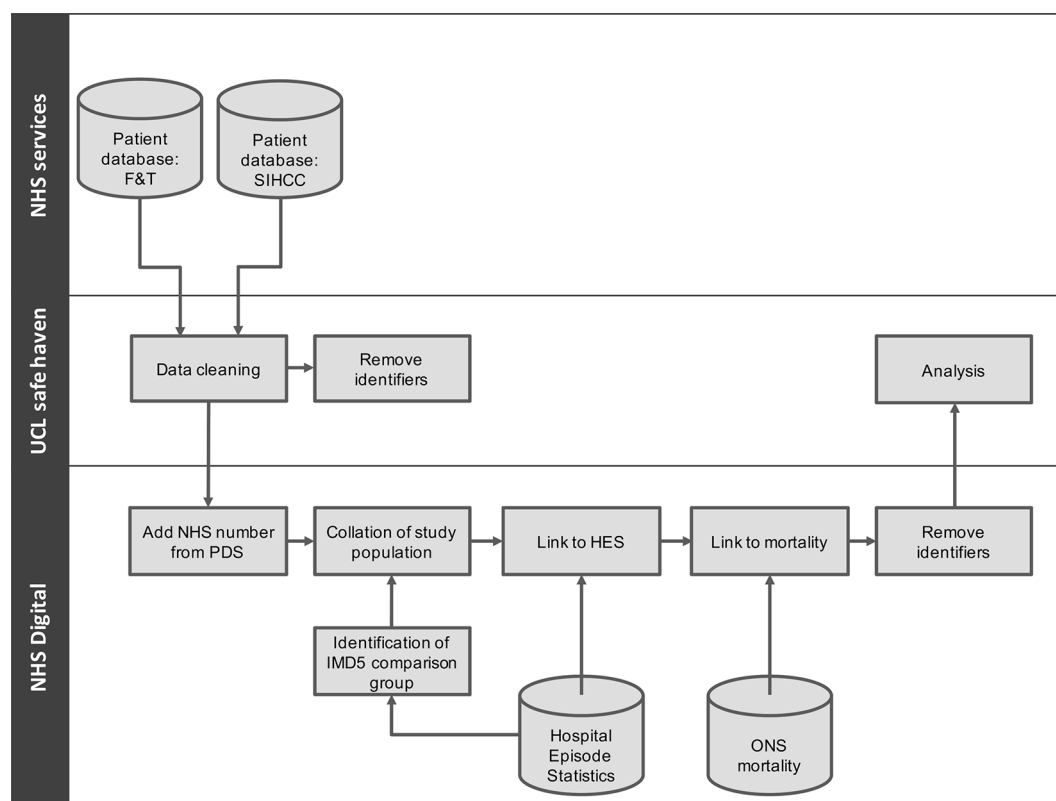 NHS services
Patient
database:
F&T
Patient
database:
SIHCC
UCL safe haven
Data cleaning
Remove
identifiers
Analysis
NHS Digital
Add NHS number
from PDS
Collation of study
population
Link to HES
Link to mortality
Remove
identifiers
Identification of
IMD5 comparison
group
Hospital
Episode
Statistics
ONS
mortality